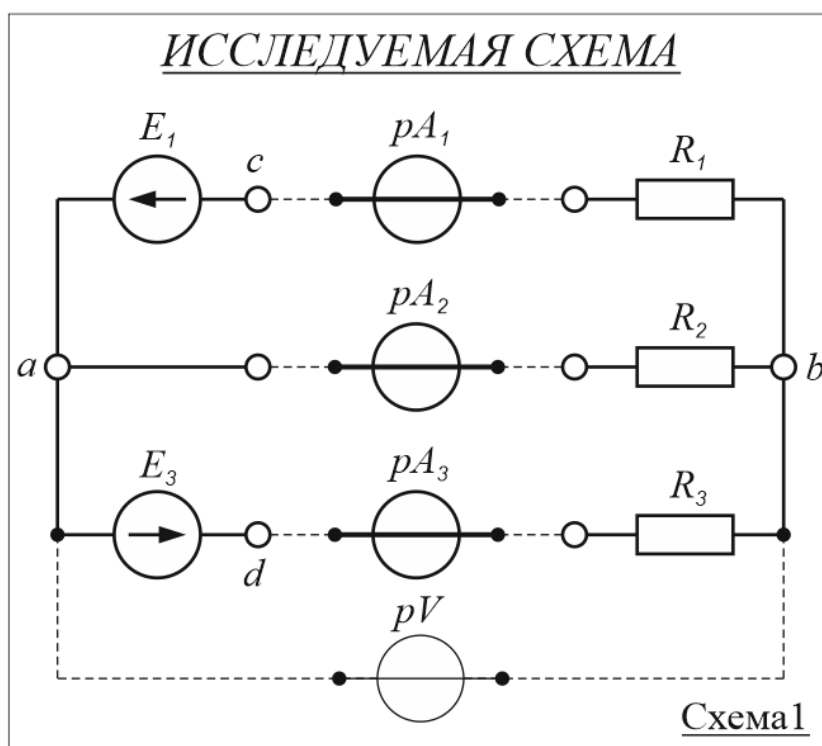 ИССЛЕДУЕМАЯ СХЕМА
E₁
c
pA₁
R₁
pA₂
R₂
a
b
E₃
pA₃
R₃
d
pV
Схема1